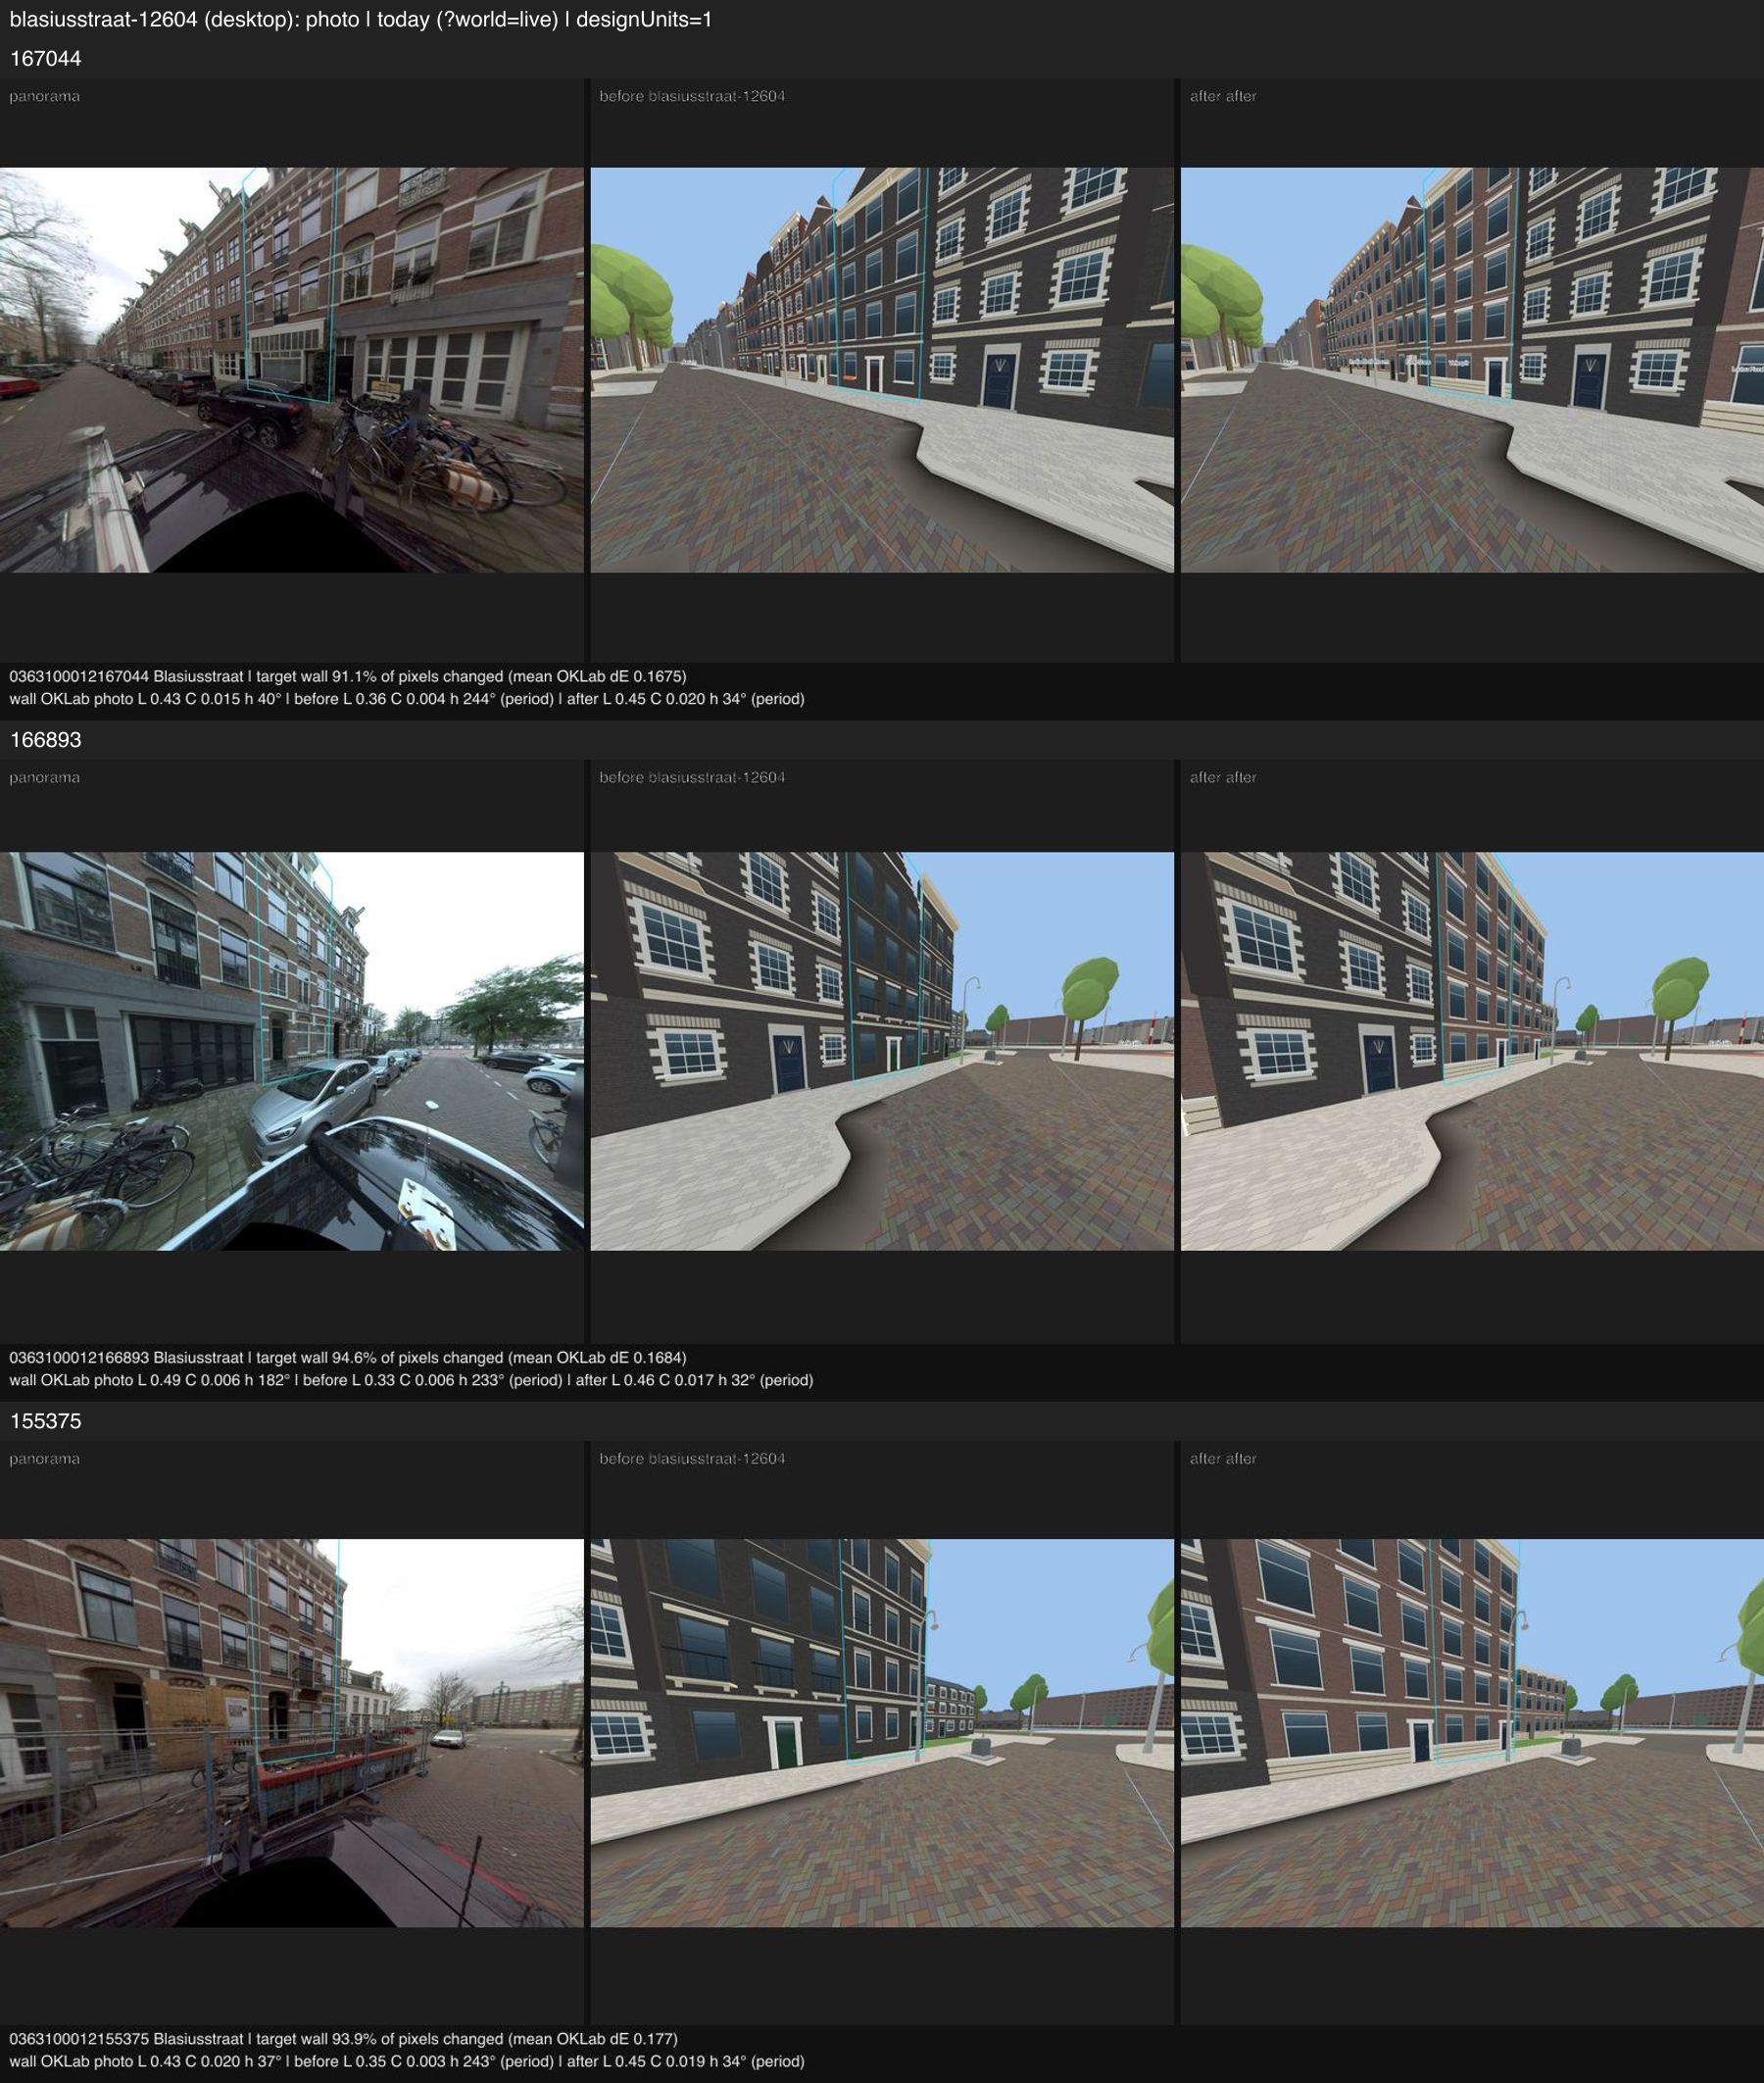 blasiusstraat-12604 (desktop): photo | today (?world=live) | designUnits=1
167044
panorama
before blasiusstraat-12604
after after
0363100012167044 Blasiusstraat | target wall 91.1% of pixels changed (mean OKLab dE 0.1675)
wall OKLab photo L 0.43 C 0.015 h 40° | before L 0.36 C 0.004 h 244° (period) | after L 0.45 C 0.020 h 34° (period)
166893
panorama
before blasiusstraat-12604
after after
0363100012166893 Blasiusstraat | target wall 94.6% of pixels changed (mean OKLab dE 0.1684)
wall OKLab photo L 0.49 C 0.006 h 182° | before L 0.33 C 0.006 h 233° (period) | after L 0.46 C 0.017 h 32° (period)
155375
panorama
before blasiusstraat-12604
after after
0363100012155375 Blasiusstraat | target wall 93.9% of pixels changed (mean OKLab dE 0.177)
wall OKLab photo L 0.43 C 0.020 h 37° | before L 0.35 C 0.003 h 243° (period) | after L 0.45 C 0.019 h 34° (period)